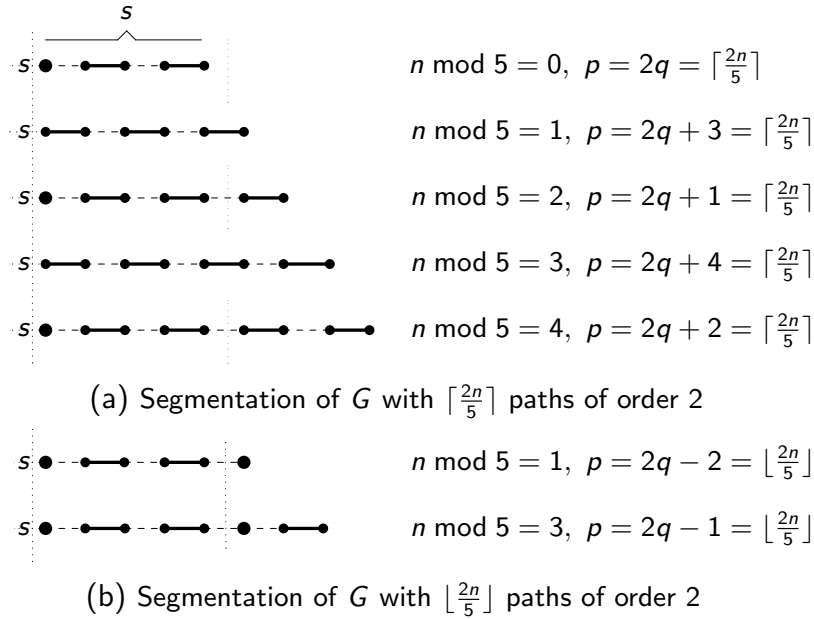 S
S n mod 5 = 0, p = 2q = ⌈2n/5⌉
S n mod 5 = 1, p = 2q + 3 = ⌈2n/5⌉
S n mod 5 = 2, p = 2q + 1 = ⌈2n/5⌉
S n mod 5 = 3, p = 2q + 4 = ⌈2n/5⌉
S n mod 5 = 4, p = 2q + 2 = ⌈2n/5⌉
(a) Segmentation of G with ⌈2n/5⌉ paths of order 2
S n mod 5 = 1, p = 2q − 2 = ⌊2n/5⌋
S n mod 5 = 3, p = 2q − 1 = ⌊2n/5⌋
(b) Segmentation of G with ⌊2n/5⌋ paths of order 2